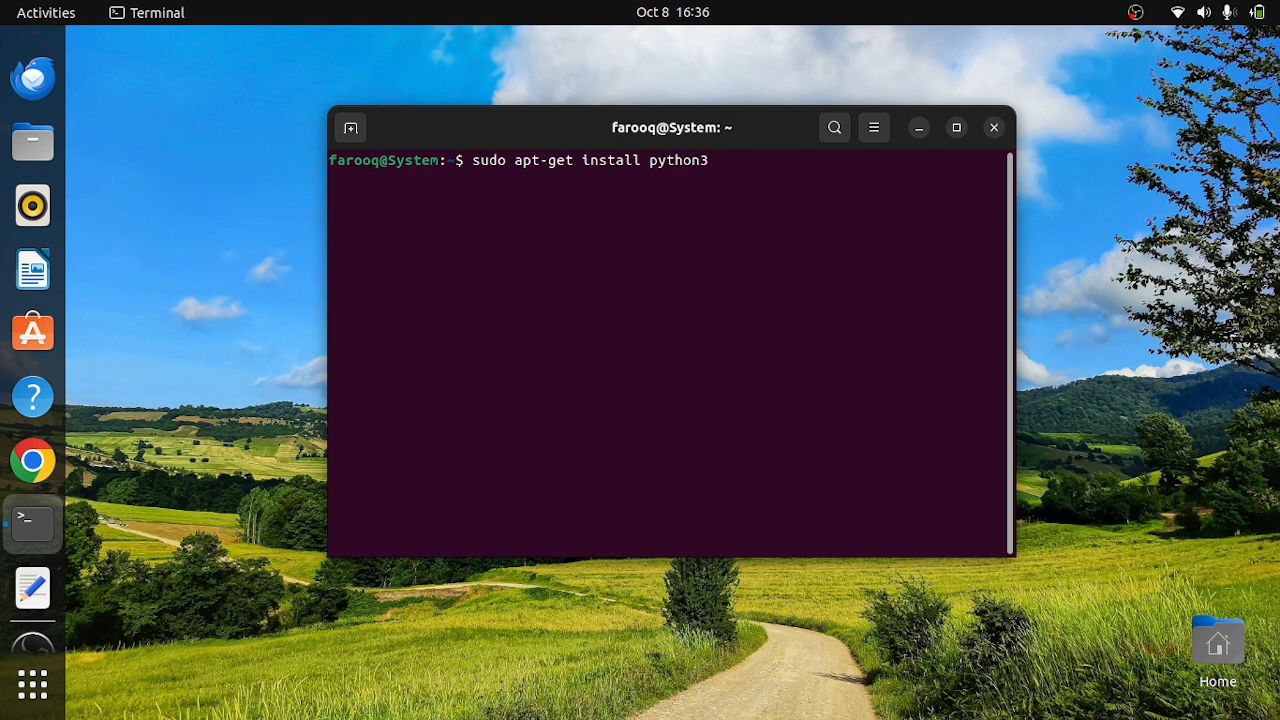 Activities Terminal Oct 8 16:36
farooq@System: ~
farooq@System:~$ sudo apt-get install python3
Home